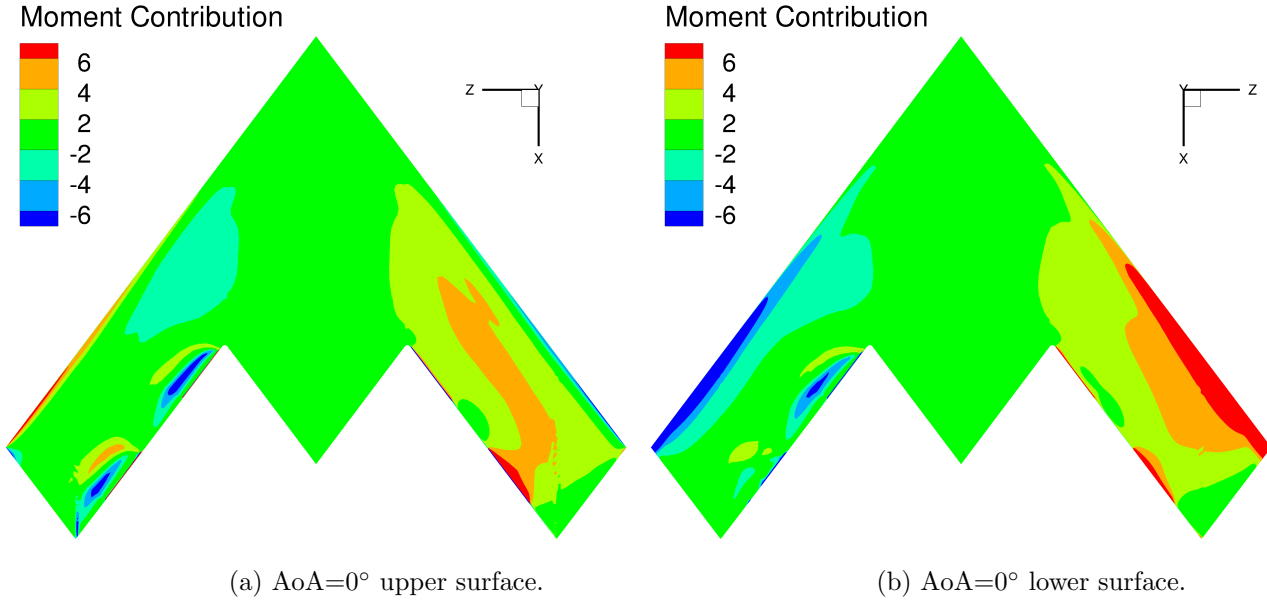 Moment Contribution
6
4
2
-2
-4
-6
Z
Y
X
Moment Contribution
6
4
2
-2
-4
-6
Y
Z
X
(a) AoA=0° upper surface.
(b) AoA=0° lower surface.